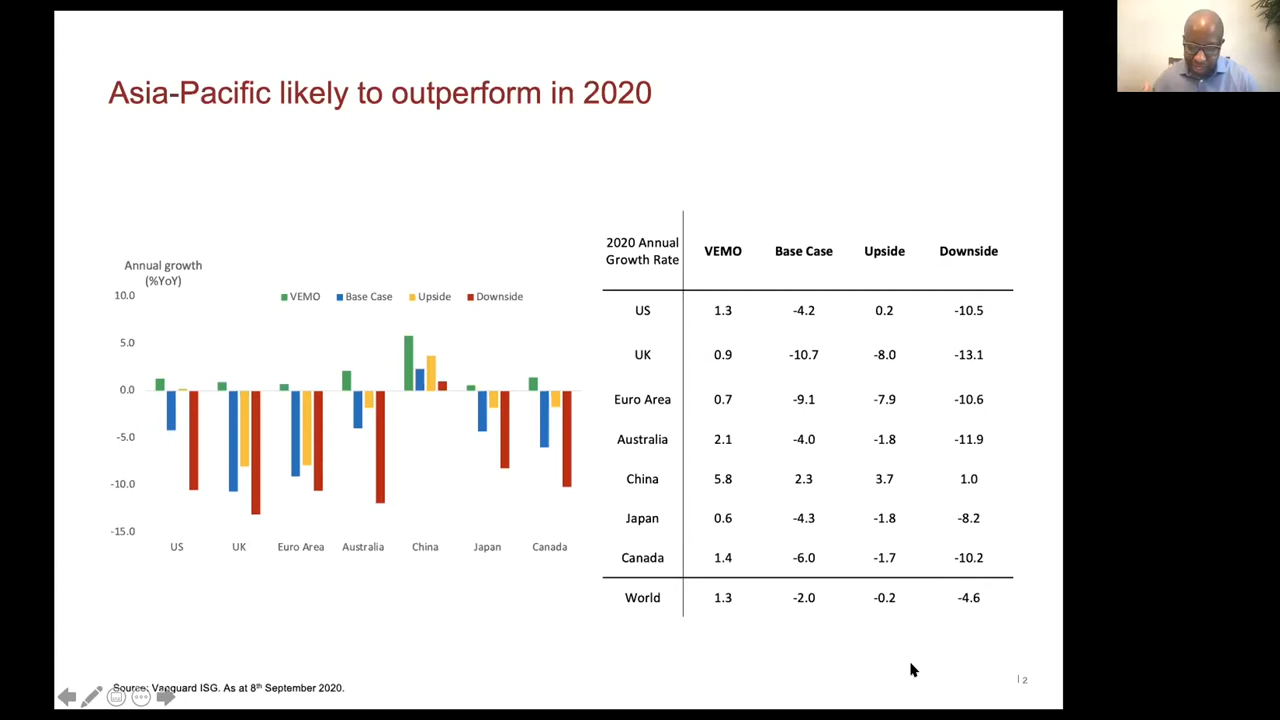 Asia-Pacific likely to outperform in 2020
Annual growth
(%YoY)
VEMO Base Case Upside Downside
10.0
5.0
0.0
-5.0
-10.0
-15.0
US UK Euro Area Australia China Japan Canada
2020 Annual
Growth Rate
VEMO Base Case Upside Downside
US 1.3 -4.2 0.2 -10.5
UK 0.9 -10.7 -8.0 -13.1
Euro Area 0.7 -9.1 -7.9 -10.6
Australia 2.1 -4.0 -1.8 -11.9
China 5.8 2.3 3.7 1.0
Japan 0.6 -4.3 -1.8 -8.2
Canada 1.4 -6.0 -1.7 -10.2
World 1.3 -2.0 -0.2 -4.6
Source: Vanguard ISG. As at 8th September 2020.
| 2